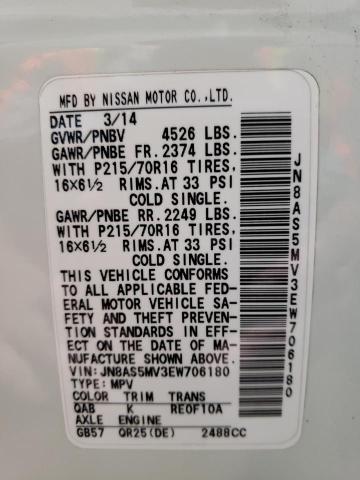 MFD BY NISSAN MOTOR CO.,LTD.
DATE 3/14
GVWR/PNBV 4526 LBS.
GAWR/PNBE FR. 2374 LBS.
WITH P215/70R16 TIRES,
16×6½ RIMS.AT 33 PSI
COLD SINGLE.
GAWR/PNBE RR. 2249 LBS.
WITH P215/70R16 TIRES,
16×6½ RIMS.AT 33 PSI
COLD SINGLE.
THIS VEHICLE CONFORMS
TO ALL APPLICABLE FED-
ERAL MOTOR VEHICLE SA-
FETY AND THEFT PREVEN-
TION STANDARDS IN EFF-
ECT ON THE DATE OF MA-
NUFACTURE SHOWN ABOVE.
VIN: JN8AS5MV3EW706180
TYPE: MPV
COLOR TRIM TRANS
QAB K RE0F10A
AXLE ENGINE
GB57 QR25(DE) 2488CC
JN8AS5MV3EW706180